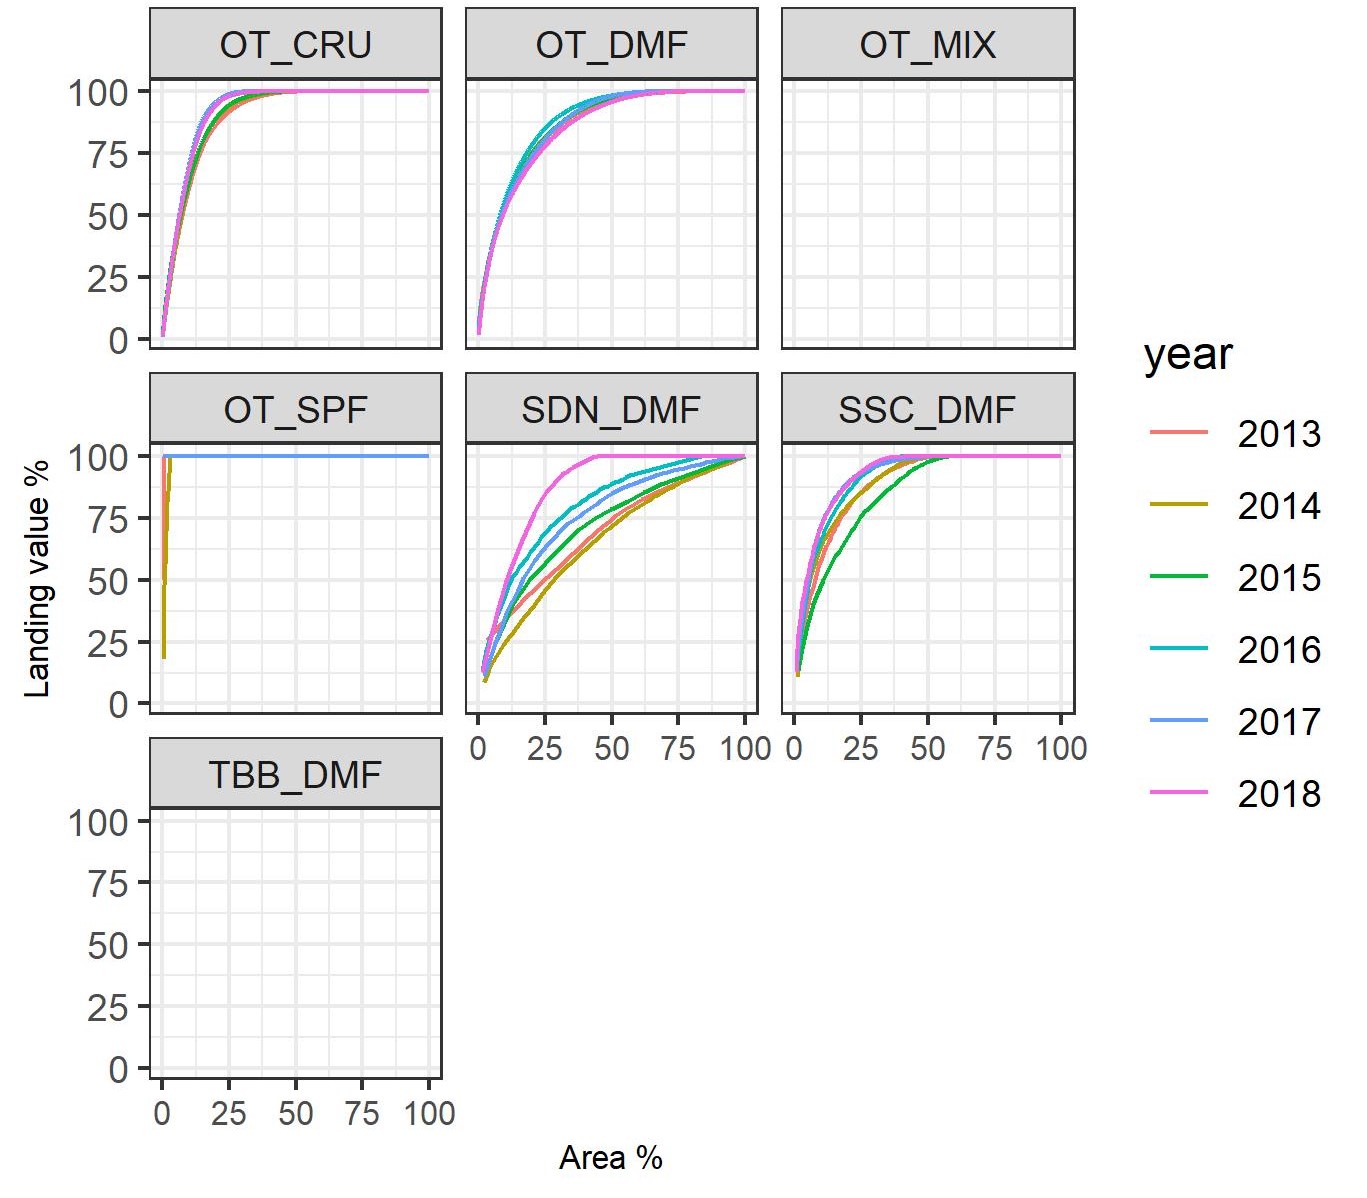 OT_CRU OT_DMF OT_MIX
100
75
50
25
0
OT_SPF SDN_DMF SSC_DMF
100
75
50
25
0
0 25 50 75 100 0 25 50 75 100
TBB_DMF
100
75
50
25
0
0 25 50 75 100
Landing value %
Area %
year
2013
2014
2015
2016
2017
2018